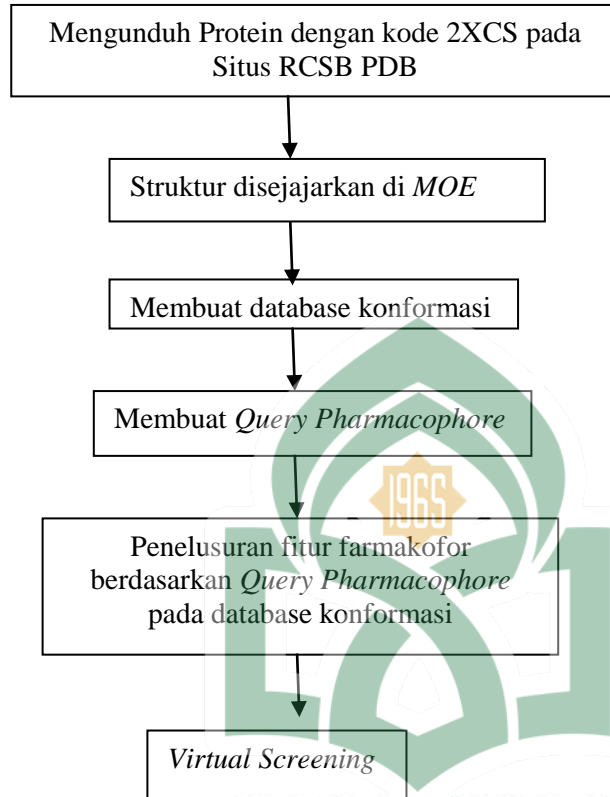 Mengunduh Protein dengan kode 2XCS pada
Situs RCSB PDB
Struktur disejajarkan di MOE
Membuat database konformasi
Membuat Query Pharmacophore
1965
Penelusuran fitur farmakofor
berdasarkan Query Pharmacophore
pada database konformasi
Virtual Screening